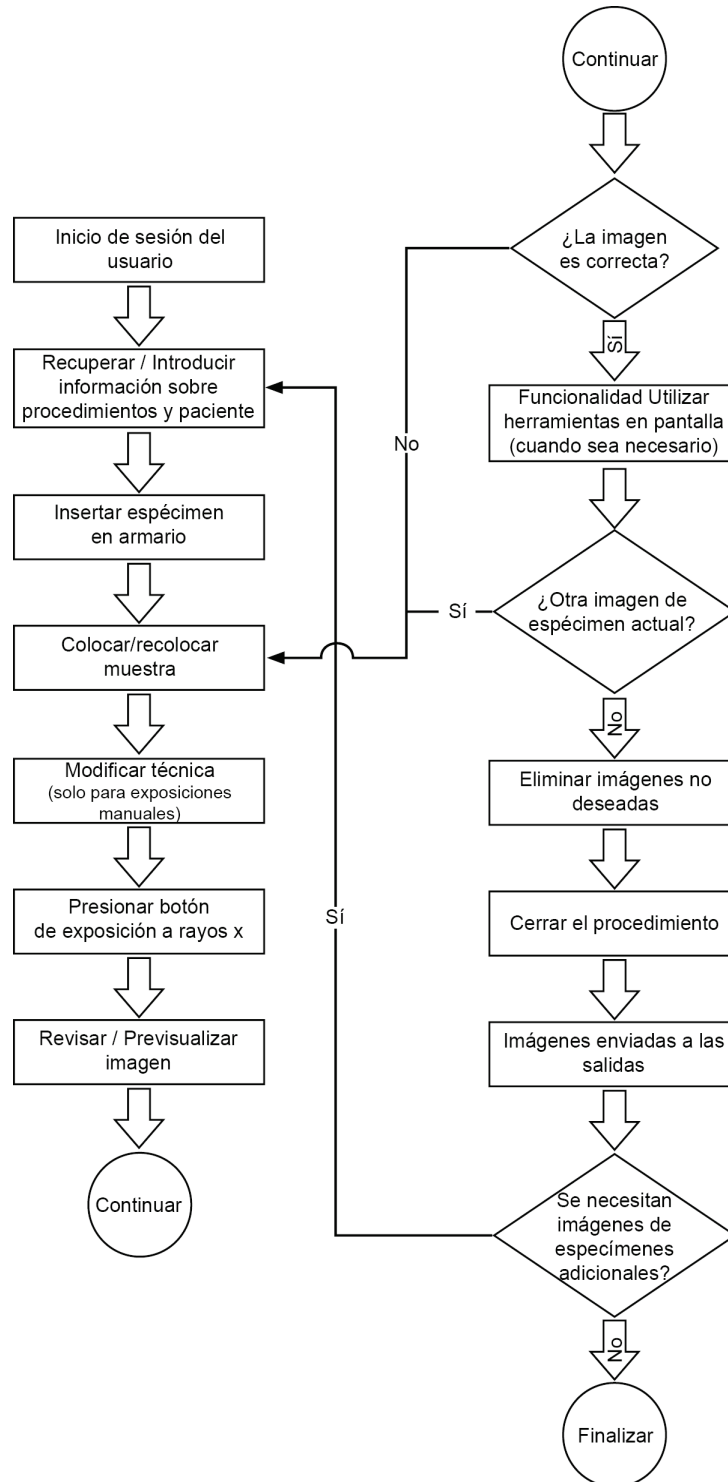 Inicio de sesión del
usuario
Recuperar / Introducir
información sobre
procedimientos y paciente
Insertar espécimen
en armario
Colocar/recolocar
muestra
Modificar técnica
(solo para exposiciones
manuales)
Presionar botón
de exposición a rayos x
Revisar / Previsualizar
imagen
Continuar
Continuar
¿La imagen
es correcta?
No
Sí
Funcionalidad Utilizar
herramientas en pantalla
(cuando sea necesario)
¿Otra imagen de
espécimen actual?
Sí
No
Eliminar imágenes no
deseadas
Cerrar el procedimiento
Imágenes enviadas a las
salidas
Se necesitan
imágenes de
especímenes
adicionales?
Sí
No
Finalizar